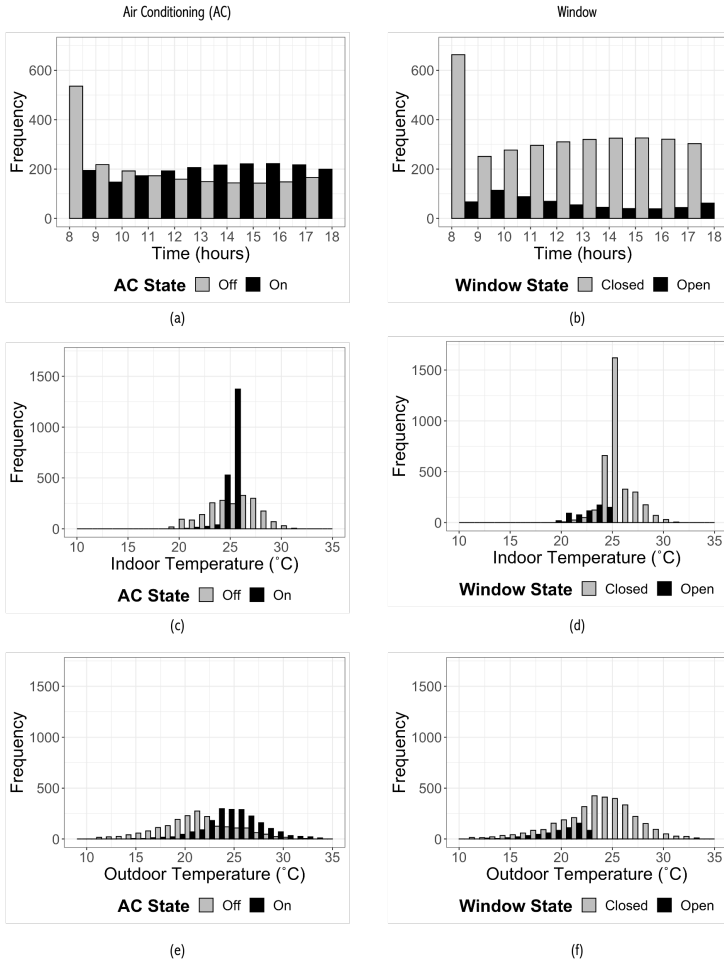 Air Conditioning (AC)
Window
Frequency
600
400
200
0
8 9 10 11 12 13 14 15 16 17 18
Time (hours)
AC State Off On
(a)
Frequency
600
400
200
0
8 9 10 11 12 13 14 15 16 17 18
Time (hours)
Window State Closed Open
(b)
Frequency
1500
1000
500
0
10 15 20 25 30 35
Indoor Temperature (˚C)
AC State Off On
(c)
Frequency
1500
1000
500
0
10 15 20 25 30 35
Indoor Temperature (˚C)
Window State Closed Open
(d)
Frequency
1500
1000
500
0
10 15 20 25 30 35
Outdoor Temperature (˚C)
AC State Off On
(e)
Frequency
1500
1000
500
0
10 15 20 25 30 35
Outdoor Temperature (˚C)
Window State Closed Open
(f)